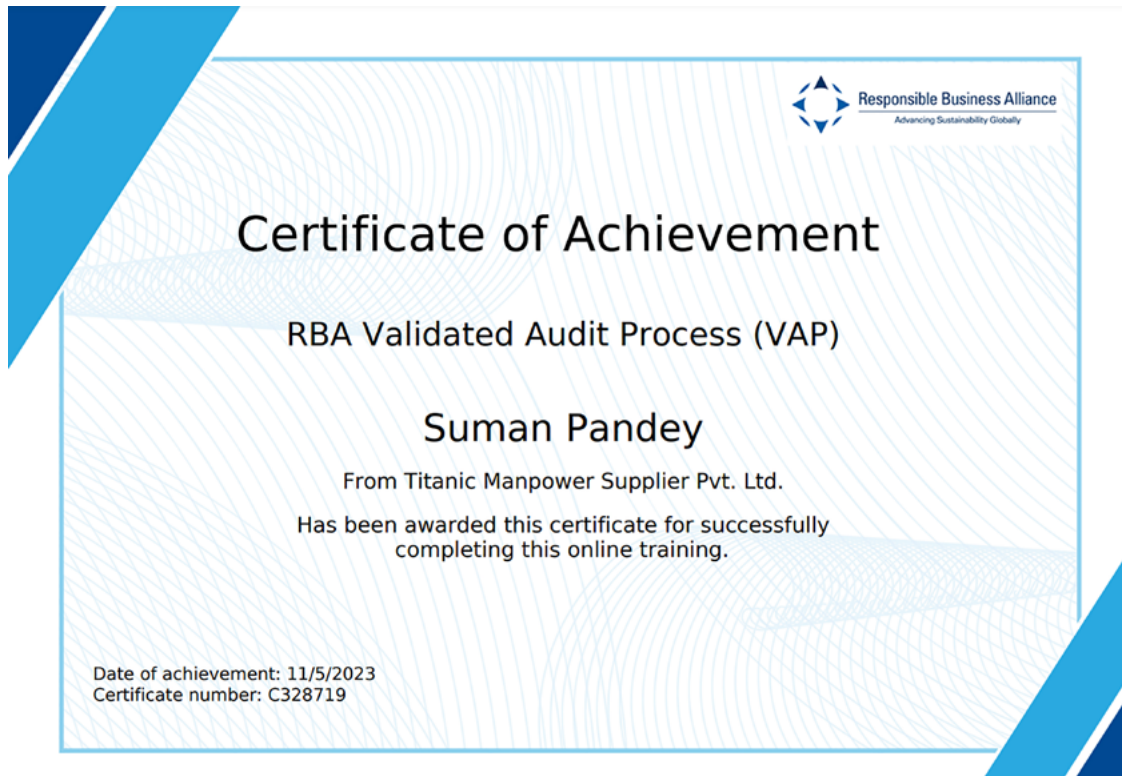 Responsible Business Alliance
Advancing Sustainability Globally
Certificate of Achievement
RBA Validated Audit Process (VAP)
Suman Pandey
From Titanic Manpower Supplier Pvt. Ltd.
Has been awarded this certificate for successfully
completing this online training.
Date of achievement: 11/5/2023
Certificate number: C328719